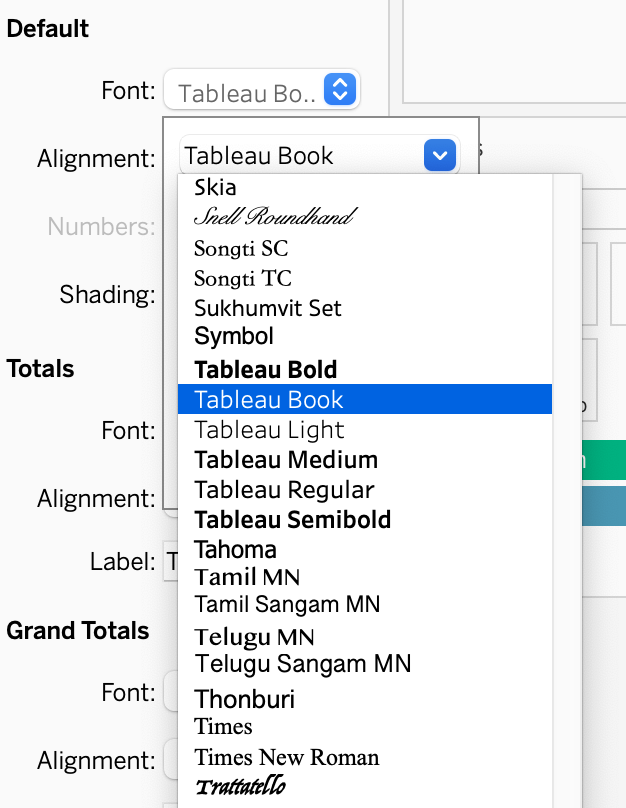 Default
Font: Tableau Bo..
Alignment: Tableau Book
Skia
Snell Roundhand
Numbers:
Songti SC
Songti TC
Shading:
Sukhumvit Set
Symbol
Totals
Tableau Bold
Tableau Book
Font: Tableau Light
Tableau Medium
Tableau Regular
Alignment:
Tableau Semibold
Tahoma
Label: T
Tamil MN
Tamil Sangam MN
Grand Totals
Telugu MN
Telugu Sangam MN
Font: Thonburi
Times
Alignment: Times New Roman
Trattatello